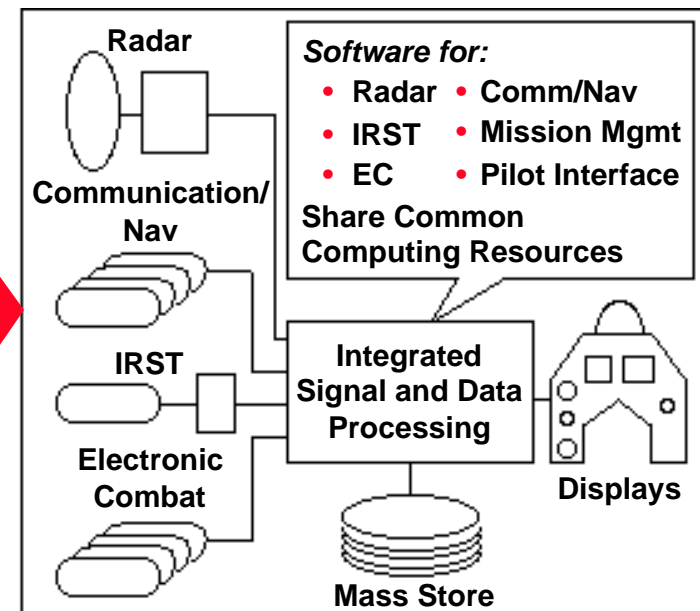 Radar
Software for:
• Radar • Comm/Nav
• IRST • Mission Mgmt
• EC • Pilot Interface
Share Common
Computing Resources
Communication/
Nav
IRST
Integrated
Signal and Data
Processing
Electronic
Combat
Displays
Mass Store